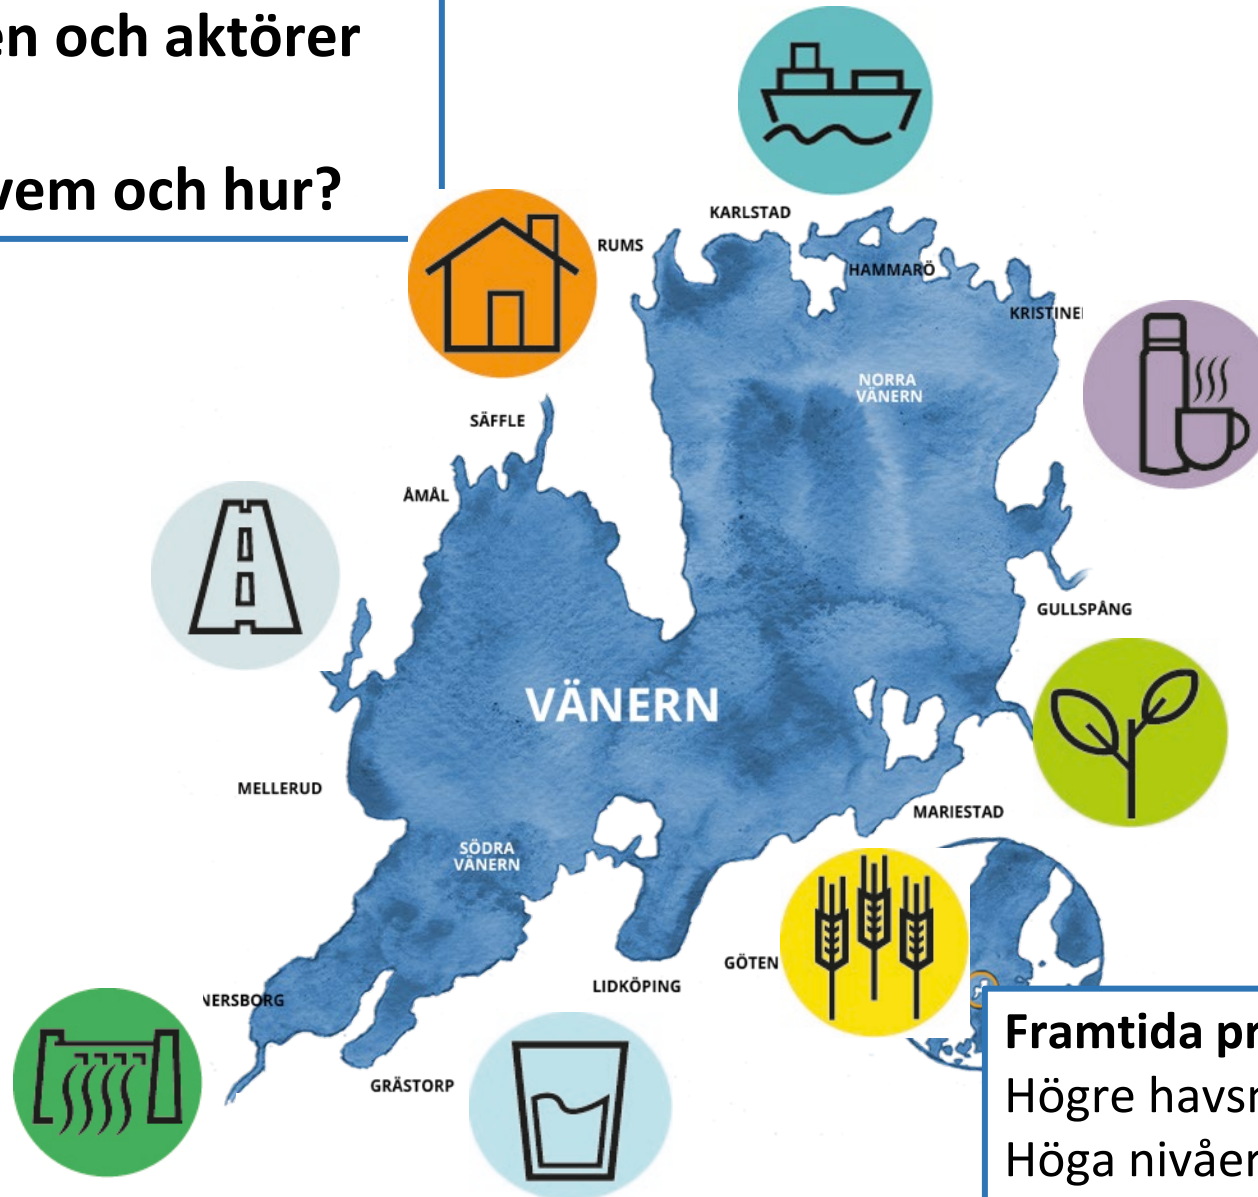 en och aktörer
vem och hur?
KARLSTAD
RUMS
HAMMARÖ
KRISTINE
NORRA
VÄNERN
SÄFFLE
ÅMÅL
GULLSPÅNG
VÄNERN
MELLERUD
MARIESTAD
SÖDRA
VÄNERN
GÖTEN
LIDKÖPING
NERSBORG
GRÄSTORP
Framtida pr
Högre havsn
Höga nivåer